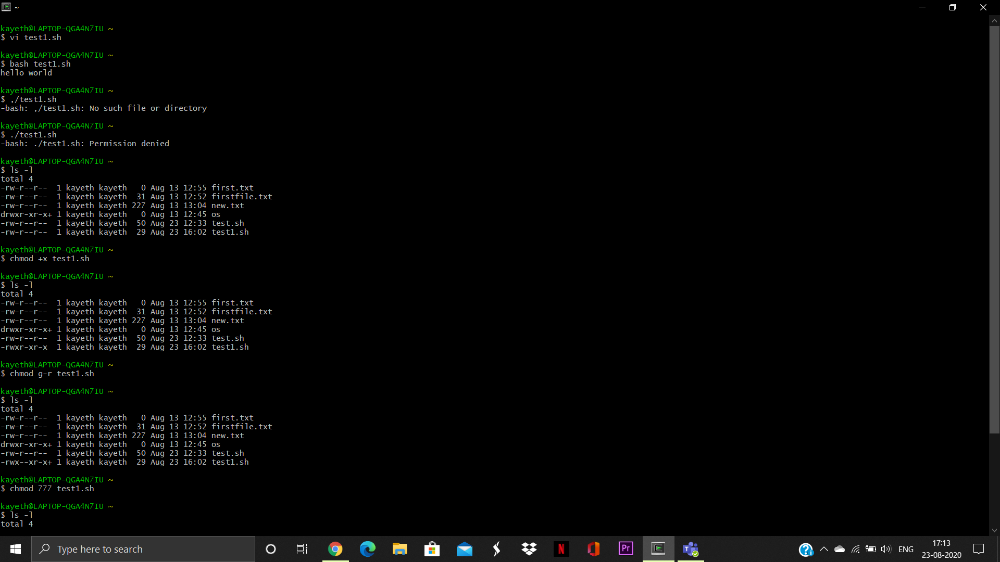 ~
kayeth@LAPTOP-QGA4N7IU ~
$ vi test1.sh
kayeth@LAPTOP-QGA4N7IU ~
$ bash test1.sh
hello world
kayeth@LAPTOP-QGA4N7IU ~
$ ,/test1.sh
-bash: ,/test1.sh: No such file or directory
kayeth@LAPTOP-QGA4N7IU ~
$ ./test1.sh
-bash: ./test1.sh: Permission denied
kayeth@LAPTOP-QGA4N7IU ~
$ ls -l
total 4
-rw-r--r--  1 kayeth kayeth   0 Aug 13 12:55 first.txt
-rw-r--r--  1 kayeth kayeth  31 Aug 13 12:52 firstfile.txt
-rw-r--r--  1 kayeth kayeth 227 Aug 13 13:04 new.txt
drwxr-xr-x+ 1 kayeth kayeth   0 Aug 13 12:45 os
-rw-r--r--  1 kayeth kayeth  50 Aug 23 12:33 test.sh
-rw-r--r--  1 kayeth kayeth  29 Aug 23 16:02 test1.sh
kayeth@LAPTOP-QGA4N7IU ~
$ chmod +x test1.sh
kayeth@LAPTOP-QGA4N7IU ~
$ ls -l
total 4
-rw-r--r--  1 kayeth kayeth   0 Aug 13 12:55 first.txt
-rw-r--r--  1 kayeth kayeth  31 Aug 13 12:52 firstfile.txt
-rw-r--r--  1 kayeth kayeth 227 Aug 13 13:04 new.txt
drwxr-xr-x+ 1 kayeth kayeth   0 Aug 13 12:45 os
-rw-r--r--  1 kayeth kayeth  50 Aug 23 12:33 test.sh
-rwxr-xr-x  1 kayeth kayeth  29 Aug 23 16:02 test1.sh
kayeth@LAPTOP-QGA4N7IU ~
$ chmod g-r test1.sh
kayeth@LAPTOP-QGA4N7IU ~
$ ls -l
total 4
-rw-r--r--  1 kayeth kayeth   0 Aug 13 12:55 first.txt
-rw-r--r--  1 kayeth kayeth  31 Aug 13 12:52 firstfile.txt
-rw-r--r--  1 kayeth kayeth 227 Aug 13 13:04 new.txt
drwxr-xr-x+ 1 kayeth kayeth   0 Aug 13 12:45 os
-rw-r--r--  1 kayeth kayeth  50 Aug 23 12:33 test.sh
-rwx--xr-x+ 1 kayeth kayeth  29 Aug 23 16:02 test1.sh
kayeth@LAPTOP-QGA4N7IU ~
$ chmod 777 test1.sh
kayeth@LAPTOP-QGA4N7IU ~
$ ls -l
total 4
Type here to search
N
Pr
T
?
ENG
17:13
23-08-2020